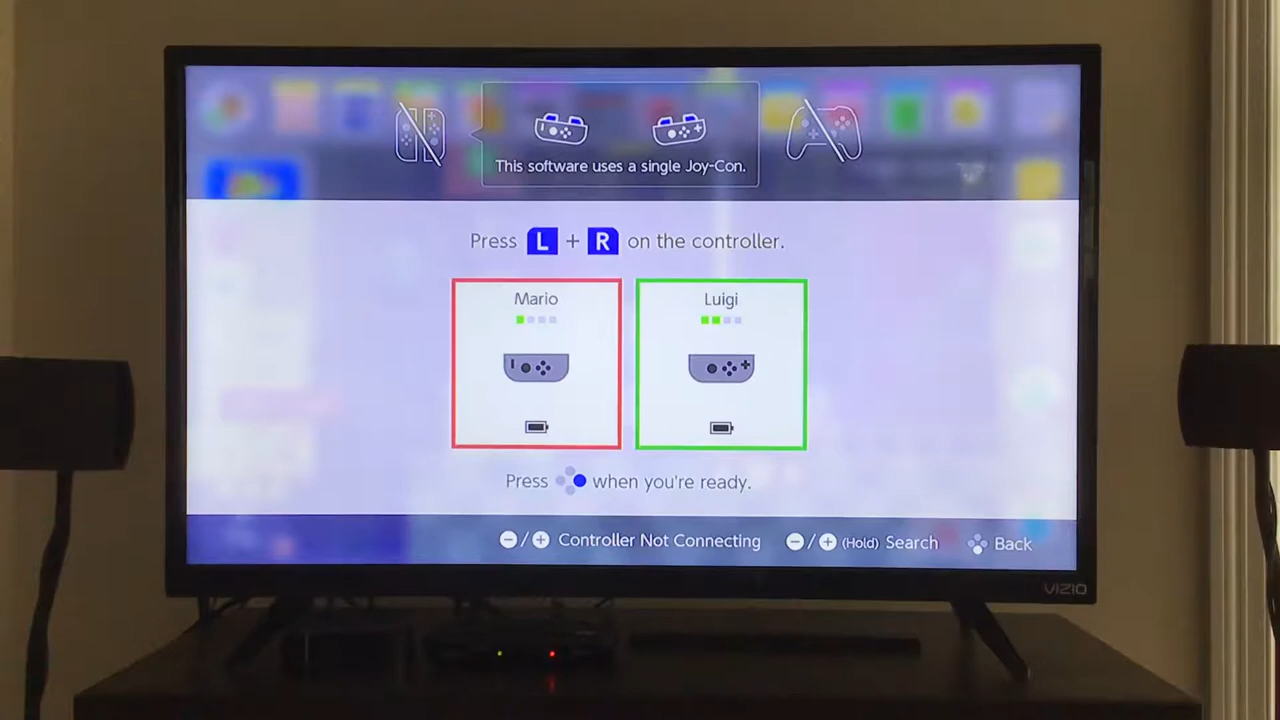 This software uses a single Joy-Con.
Press L + R on the controller.
Mario
Luigi
Press when you're ready.
-/+ Controller Not Connecting -/+ (Hold) Search Back
VIZIO